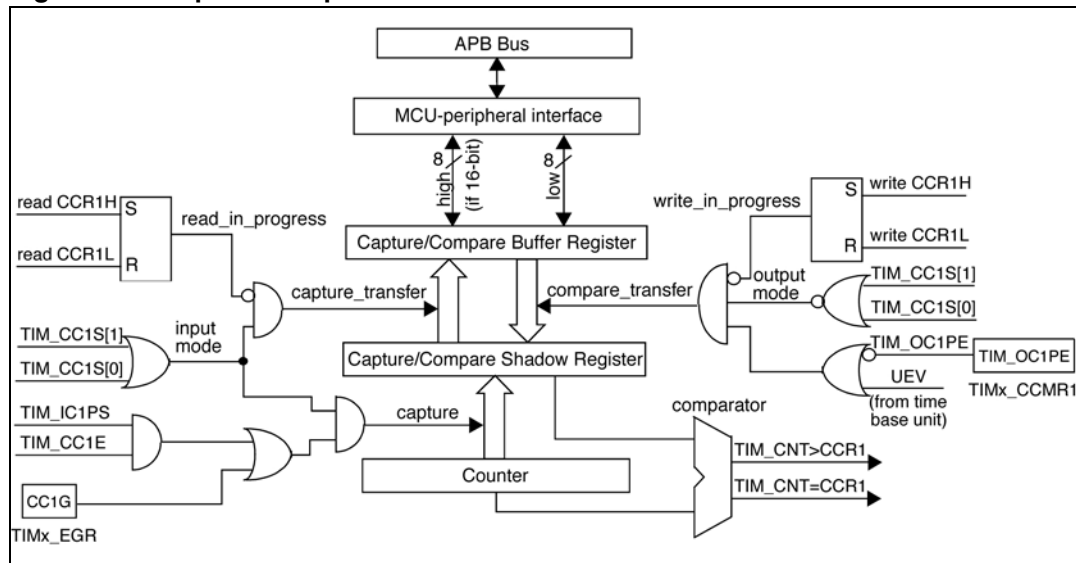 APB Bus
MCU-peripheral interface
8
high
(if 16-bit)
8
low
read CCR1H
S
read_in_progress
read CCR1L
R
write_in_progress
S
write CCR1H
R
write CCR1L
Capture/Compare Buffer Register
capture_transfer
compare_transfer
output
mode
TIM_CC1S[1]
TIM_CC1S[0]
TIM_CC1S[1]
input
mode
TIM_CC1S[0]
Capture/Compare Shadow Register
TIM_OC1PE
TIM_OC1PE
UEV
TIMx_CCMR1
(from time
base unit)
TIM_IC1PS
capture
comparator
TIM_CC1E
TIM_CNT>CCR1
Counter
TIM_CNT=CCR1
CC1G
TIMx_EGR